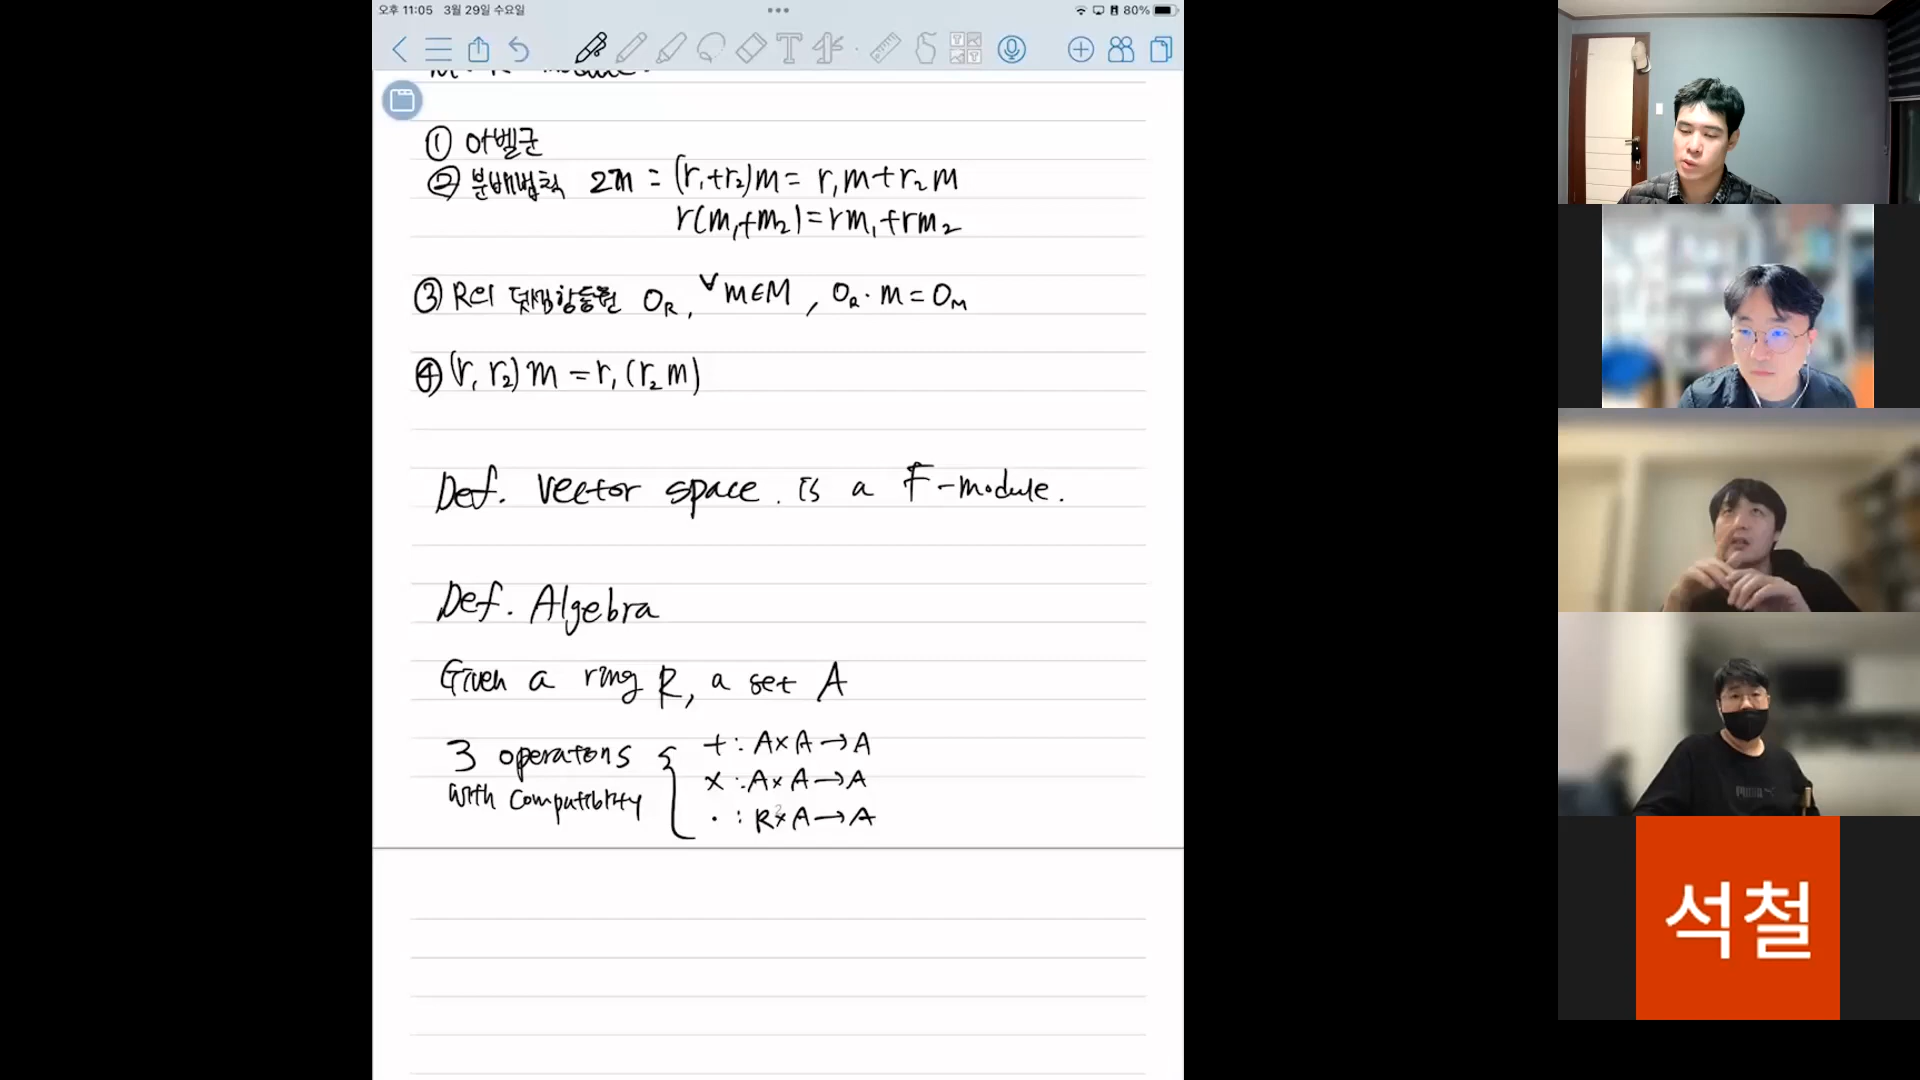 오후 11:05 3월 29일 수요일
80%
① 아벨군
② 분배법칙 2개 = (r₁+r₂)m = r₁m+r₂m
r(m₁+m₂)=rm₁+rm₂
③ R의 덧셈항등원 0_R, ∀m∈M, 0_R·m=0_M
④ (r₁r₂)m=r₁(r₂m)
Def. vector space. is a F-module.
Def. Algebra
Given a ring R, a set A
3 operations { +: A×A→A
with compatibility ×: A×A→A
·: R×A→A
PUMA
석철